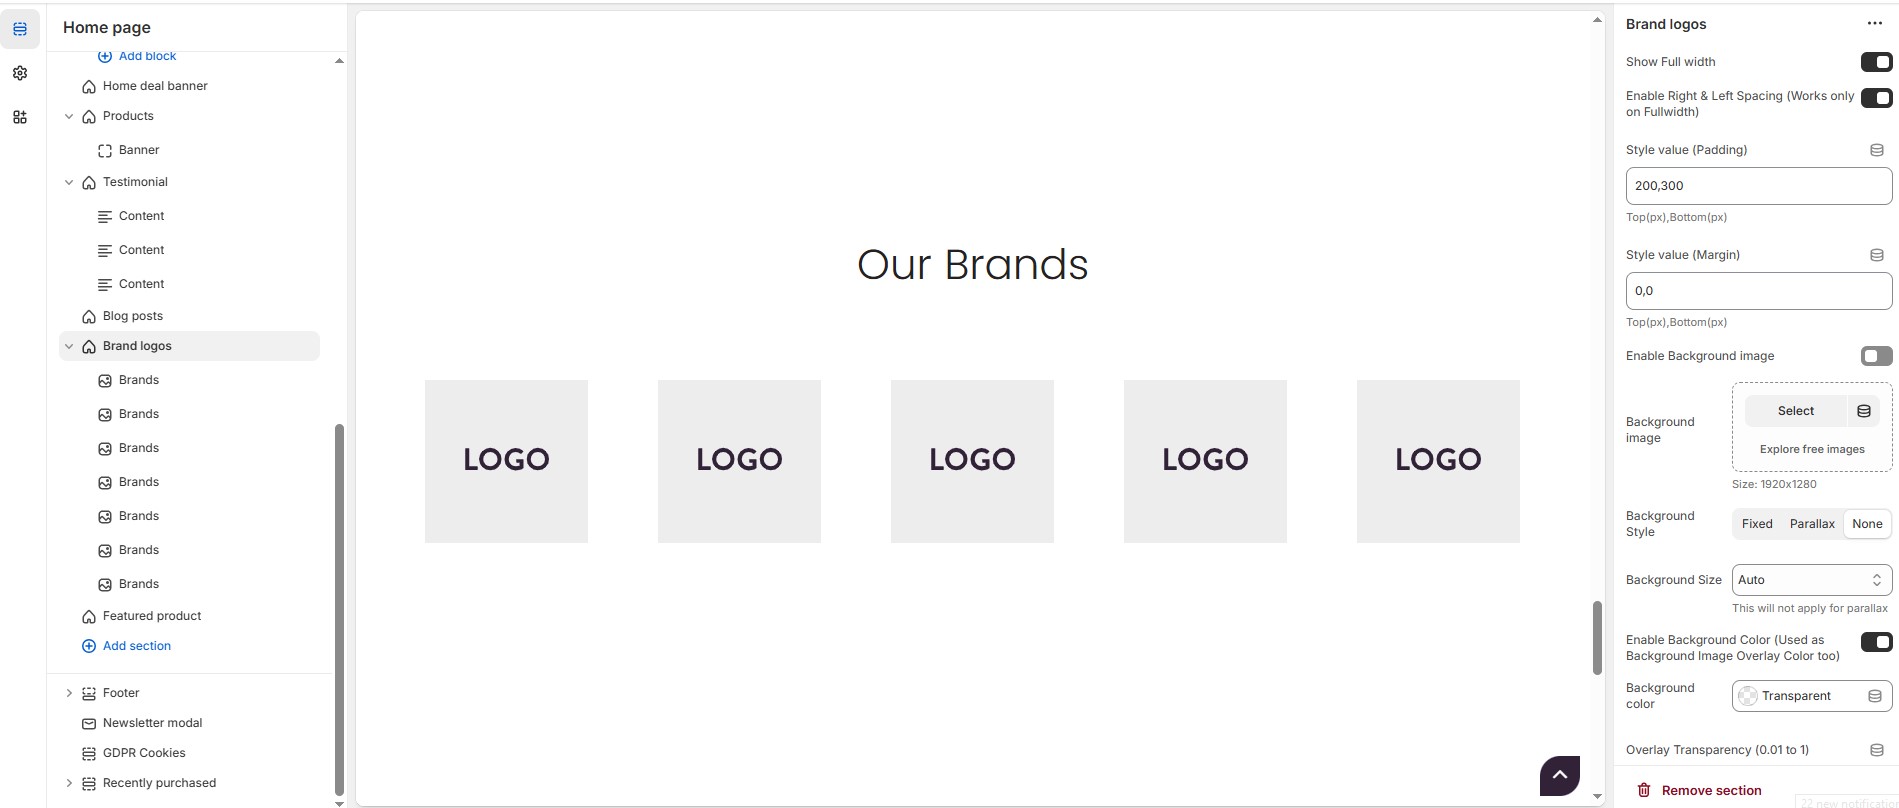 Home page
Add block
Home deal banner
Products
Banner
Testimonial
Content
Content
Content
Blog posts
Brand logos
Brands
Brands
Brands
Brands
Brands
Brands
Brands
Featured product
Add section
Footer
Newsletter modal
GDPR Cookies
Recently purchased
Our Brands
LOGO
LOGO
LOGO
LOGO
LOGO
Brand logos
Show Full width
Enable Right & Left Spacing (Works only
on Fullwidth)
Style value (Padding)
200,300
Top(px),Bottom(px)
Style value (Margin)
0,0
Top(px),Bottom(px)
Enable Background image
Background
image
Select
Explore free images
Size: 1920x1280
Background
Style
Fixed
Parallax
None
Background Size
Auto
This will not apply for parallax
Enable Background Color (Used as
Background Image Overlay Color too)
Background
color
Transparent
Overlay Transparency (0.01 to 1)
Remove section
22 new